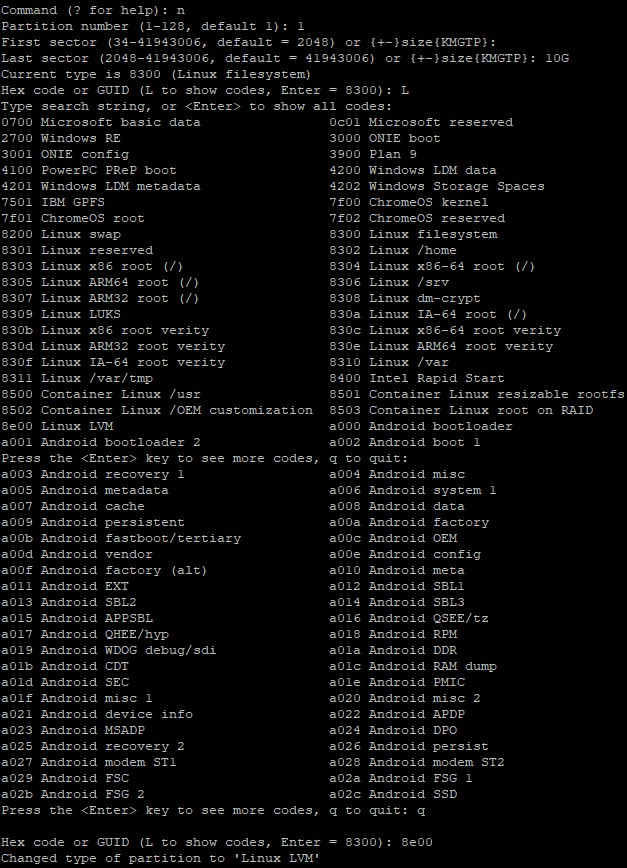 Command (? for help): n
Partition number (1-128, default 1): 1
First sector (34-41943006, default = 2048) or {+-}size{KMGTP}:
Last sector (2048-41943006, default = 41943006) or {+-}size{KMGTP}: 10G
Current type is 8300 (Linux filesystem)
Hex code or GUID (L to show codes, Enter = 8300): L
Type search string, or <Enter> to show all codes:
0700 Microsoft basic data 0c01 Microsoft reserved
2700 Windows RE 3000 ONIE boot
3001 ONIE config 3900 Plan 9
4100 PowerPC PReP boot 4200 Windows LDM data
4201 Windows LDM metadata 4202 Windows Storage Spaces
7501 IBM GPFS 7f00 ChromeOS kernel
7f01 ChromeOS root 7f02 ChromeOS reserved
8200 Linux swap 8300 Linux filesystem
8301 Linux reserved 8302 Linux /home
8303 Linux x86 root (/) 8304 Linux x86-64 root (/)
8305 Linux ARM64 root (/) 8306 Linux /srv
8307 Linux ARM32 root (/) 8308 Linux dm-crypt
8309 Linux LUKS 830a Linux IA-64 root (/)
830b Linux x86 root verity 830c Linux x86-64 root verity
830d Linux ARM32 root verity 830e Linux ARM64 root verity
830f Linux IA-64 root verity 8310 Linux /var
8311 Linux /var/tmp 8400 Intel Rapid Start
8500 Container Linux /usr 8501 Container Linux resizable rootfs
8502 Container Linux /OEM customization 8503 Container Linux root on RAID
8e00 Linux LVM a000 Android bootloader
a001 Android bootloader 2 a002 Android boot 1
Press the <Enter> key to see more codes, q to quit:
a003 Android recovery 1 a004 Android misc
a005 Android metadata a006 Android system 1
a007 Android cache a008 Android data
a009 Android persistent a00a Android factory
a00b Android fastboot/tertiary a00c Android OEM
a00d Android vendor a00e Android config
a00f Android factory (alt) a010 Android meta
a011 Android EXT a012 Android SBL1
a013 Android SBL2 a014 Android SBL3
a015 Android APPSBL a016 Android QSEE/tz
a017 Android QHEE/hyp a018 Android RPM
a019 Android WDOG debug/sdi a01a Android DDR
a01b Android CDT a01c Android RAM dump
a01d Android SEC a01e Android PMIC
a01f Android misc 1 a020 Android misc 2
a021 Android device info a022 Android APDP
a023 Android MSADP a024 Android DPO
a025 Android recovery 2 a026 Android persist
a027 Android modem ST1 a028 Android modem ST2
a029 Android FSC a02a Android FSG 1
a02b Android FSG 2 a02c Android SSD
Press the <Enter> key to see more codes, q to quit: q
Hex code or GUID (L to show codes, Enter = 8300): 8e00
Changed type of partition to 'Linux LVM'